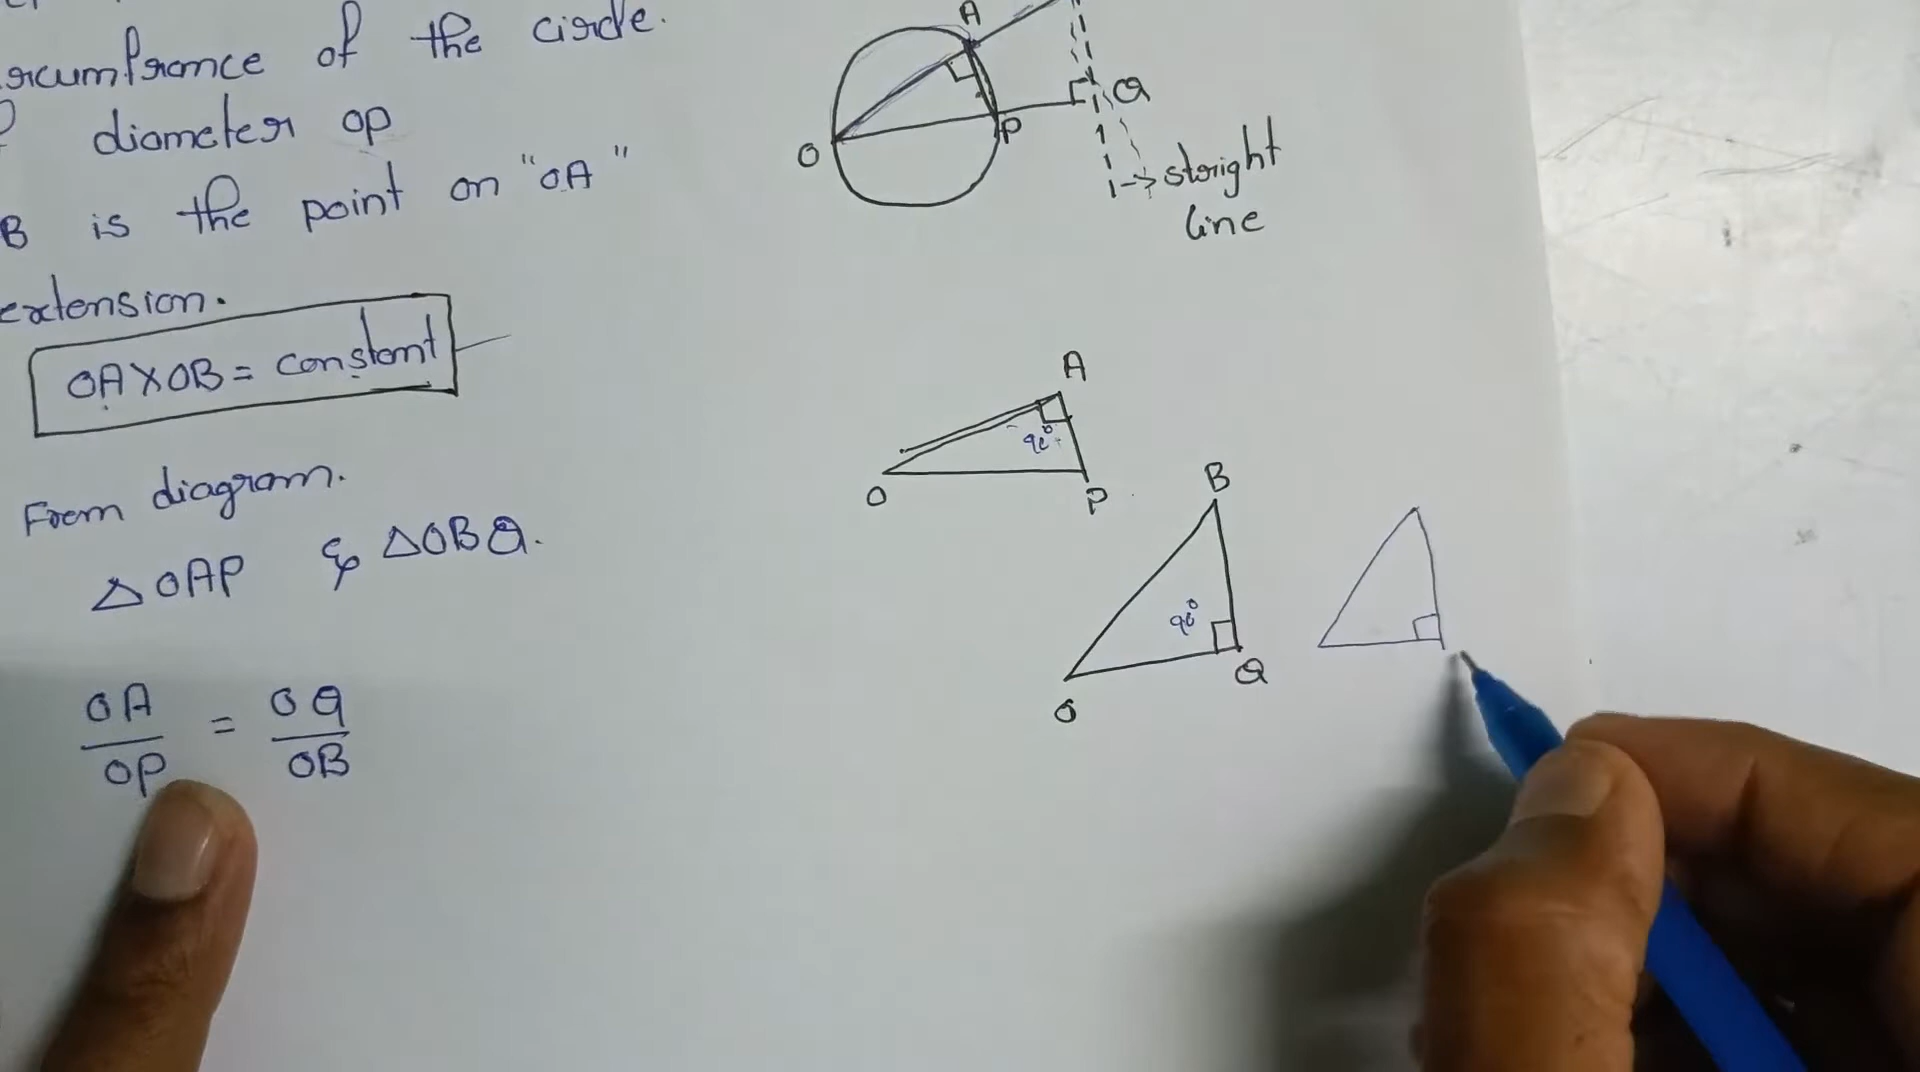 of the circle.
diameter OP
B is the point on "OA"
extension.
OA X OB = constant
From diagram.
△OAP & △OBQ.
OA/OP = OQ/OB
A
O
P
Q
-> straight
line
A
90°
O
P
B
90°
Q
O